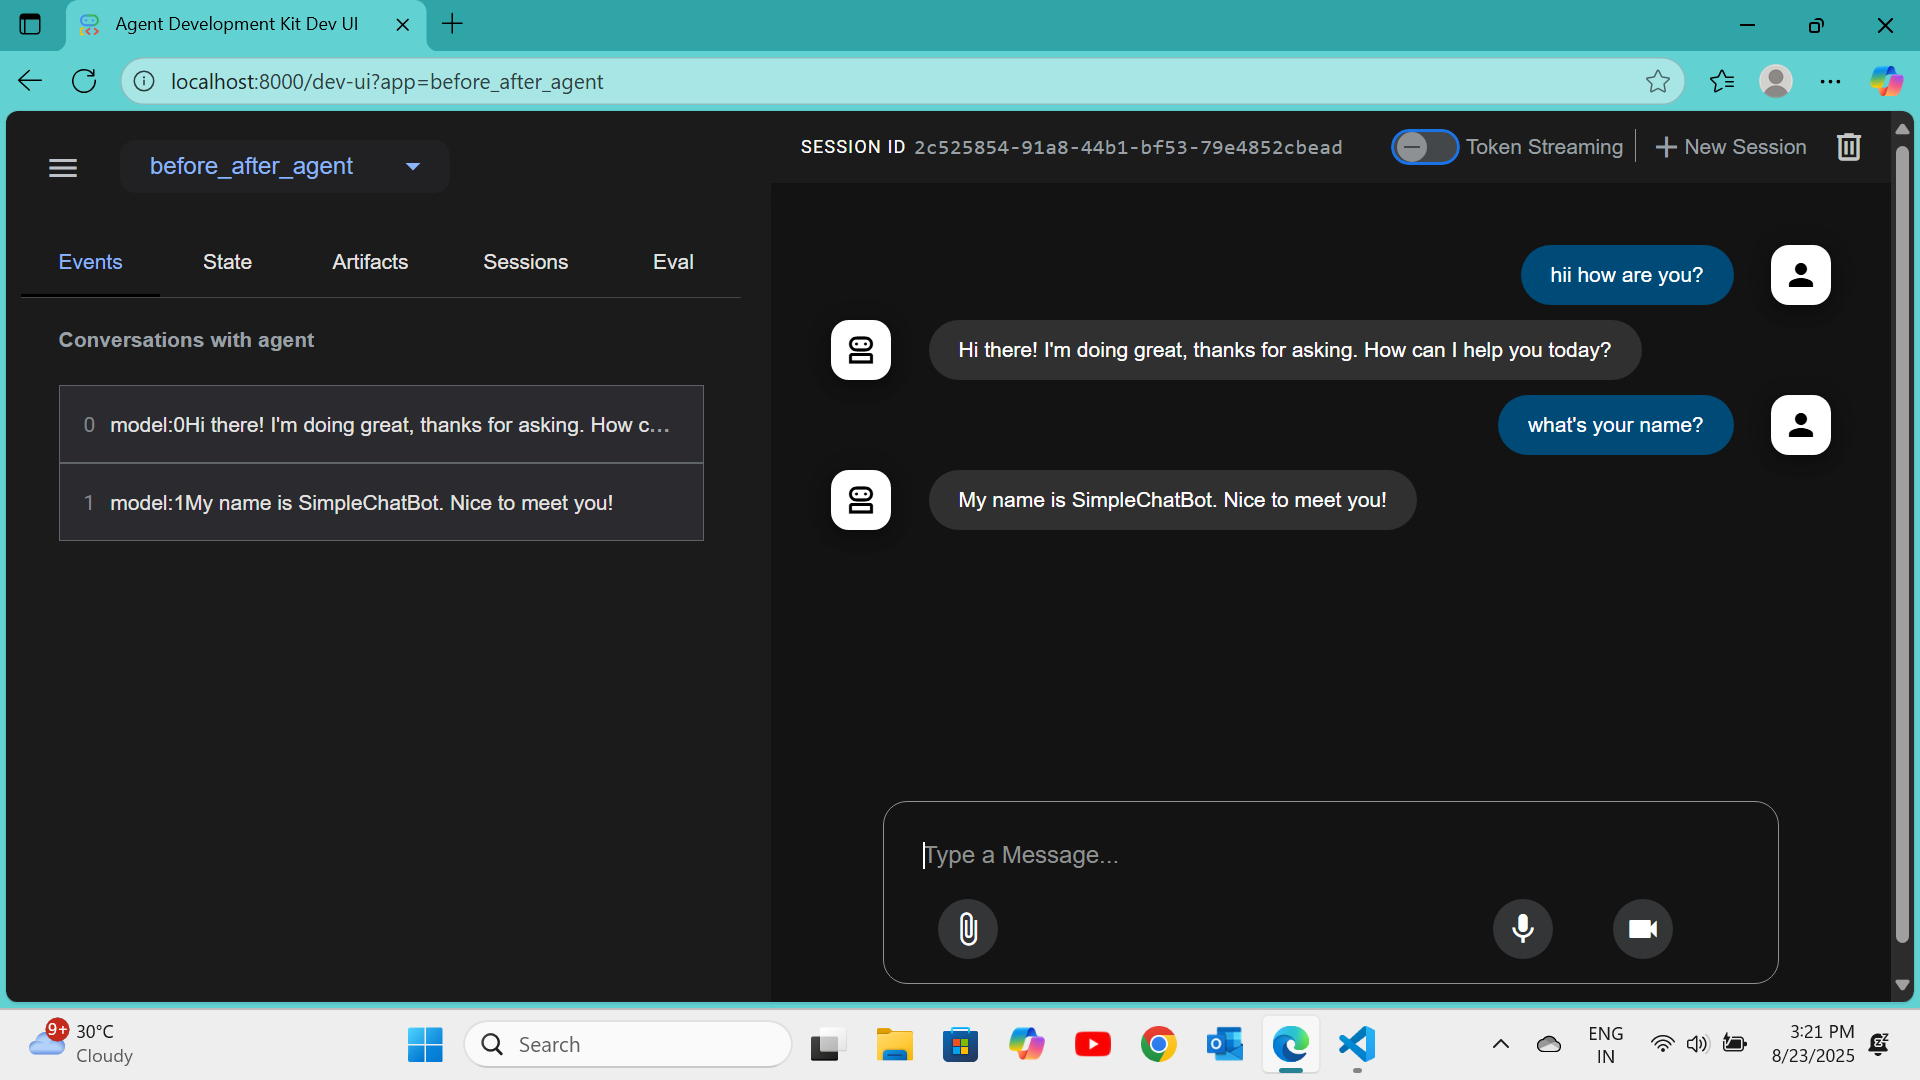 Agent Development Kit Dev UI
localhost:8000/dev-ui?app=before_after_agent
before_after_agent
SESSION ID 2c525854-91a8-44b1-bf53-79e4852cbead
Token Streaming
New Session
Events State Artifacts Sessions Eval
Conversations with agent
0 model:0Hi there! I'm doing great, thanks for asking. How c...
1 model:1My name is SimpleChatBot. Nice to meet you!
hii how are you?
Hi there! I'm doing great, thanks for asking. How can I help you today?
what's your name?
My name is SimpleChatBot. Nice to meet you!
Type a Message...
9+
30°C
Cloudy
Search
ENG
IN
3:21 PM
8/23/2025